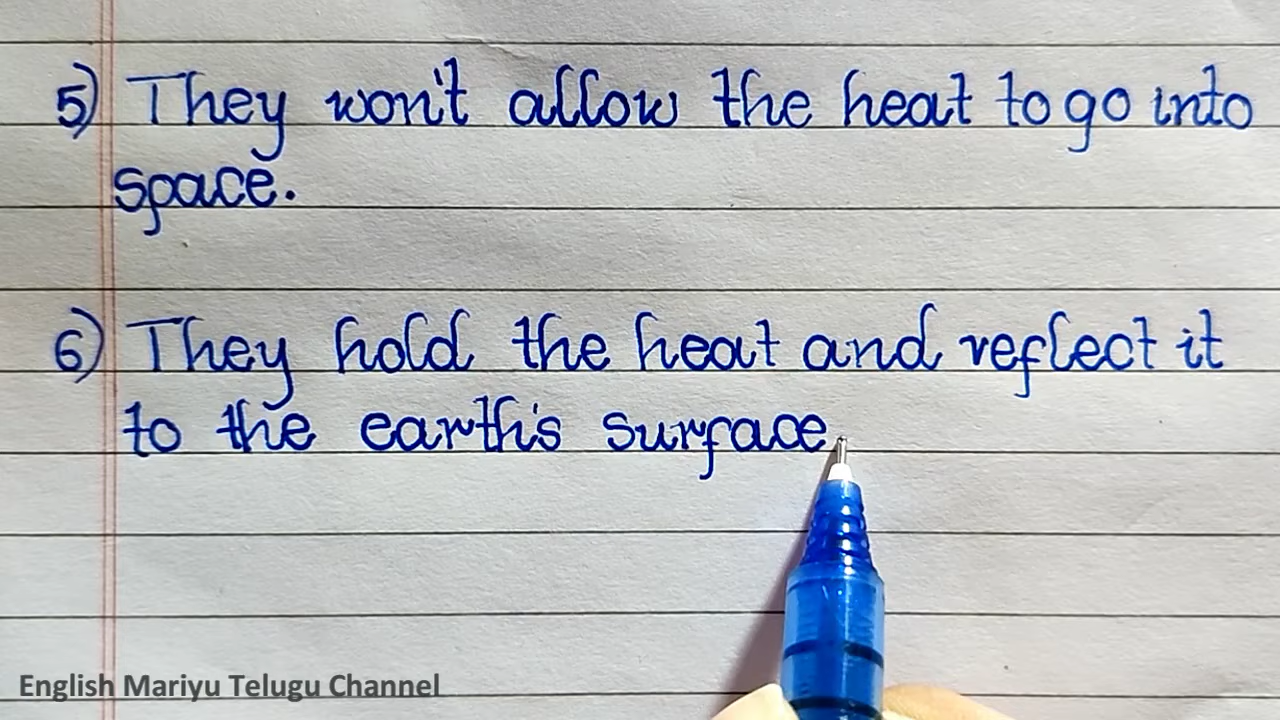 5) They won't allow the heat to go into
space.
6) They hold the heat and reflect it
to the earth's surface
English Mariyu Telugu Channel